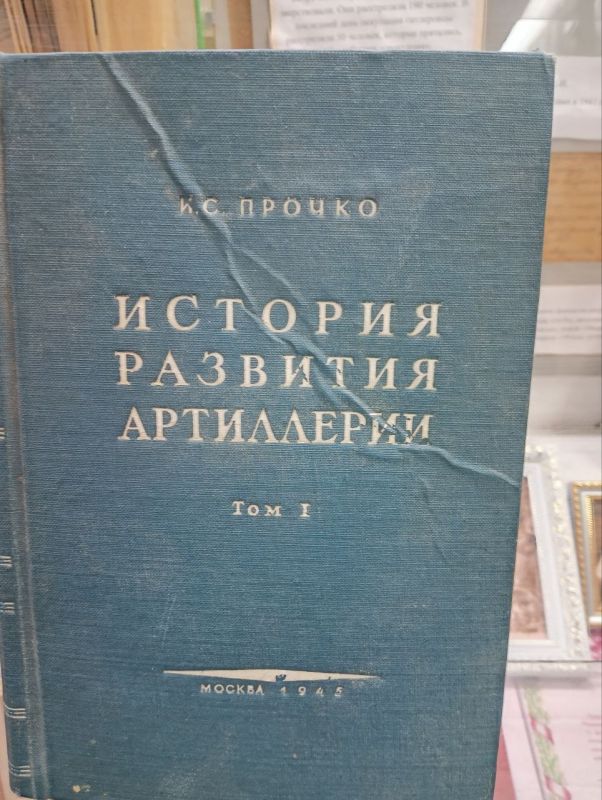 И.С. ПРОЧКО
ИСТОРИЯ
РАЗВИТИЯ
АРТИЛЛЕРИИ
Том I
МОСКВА 1945